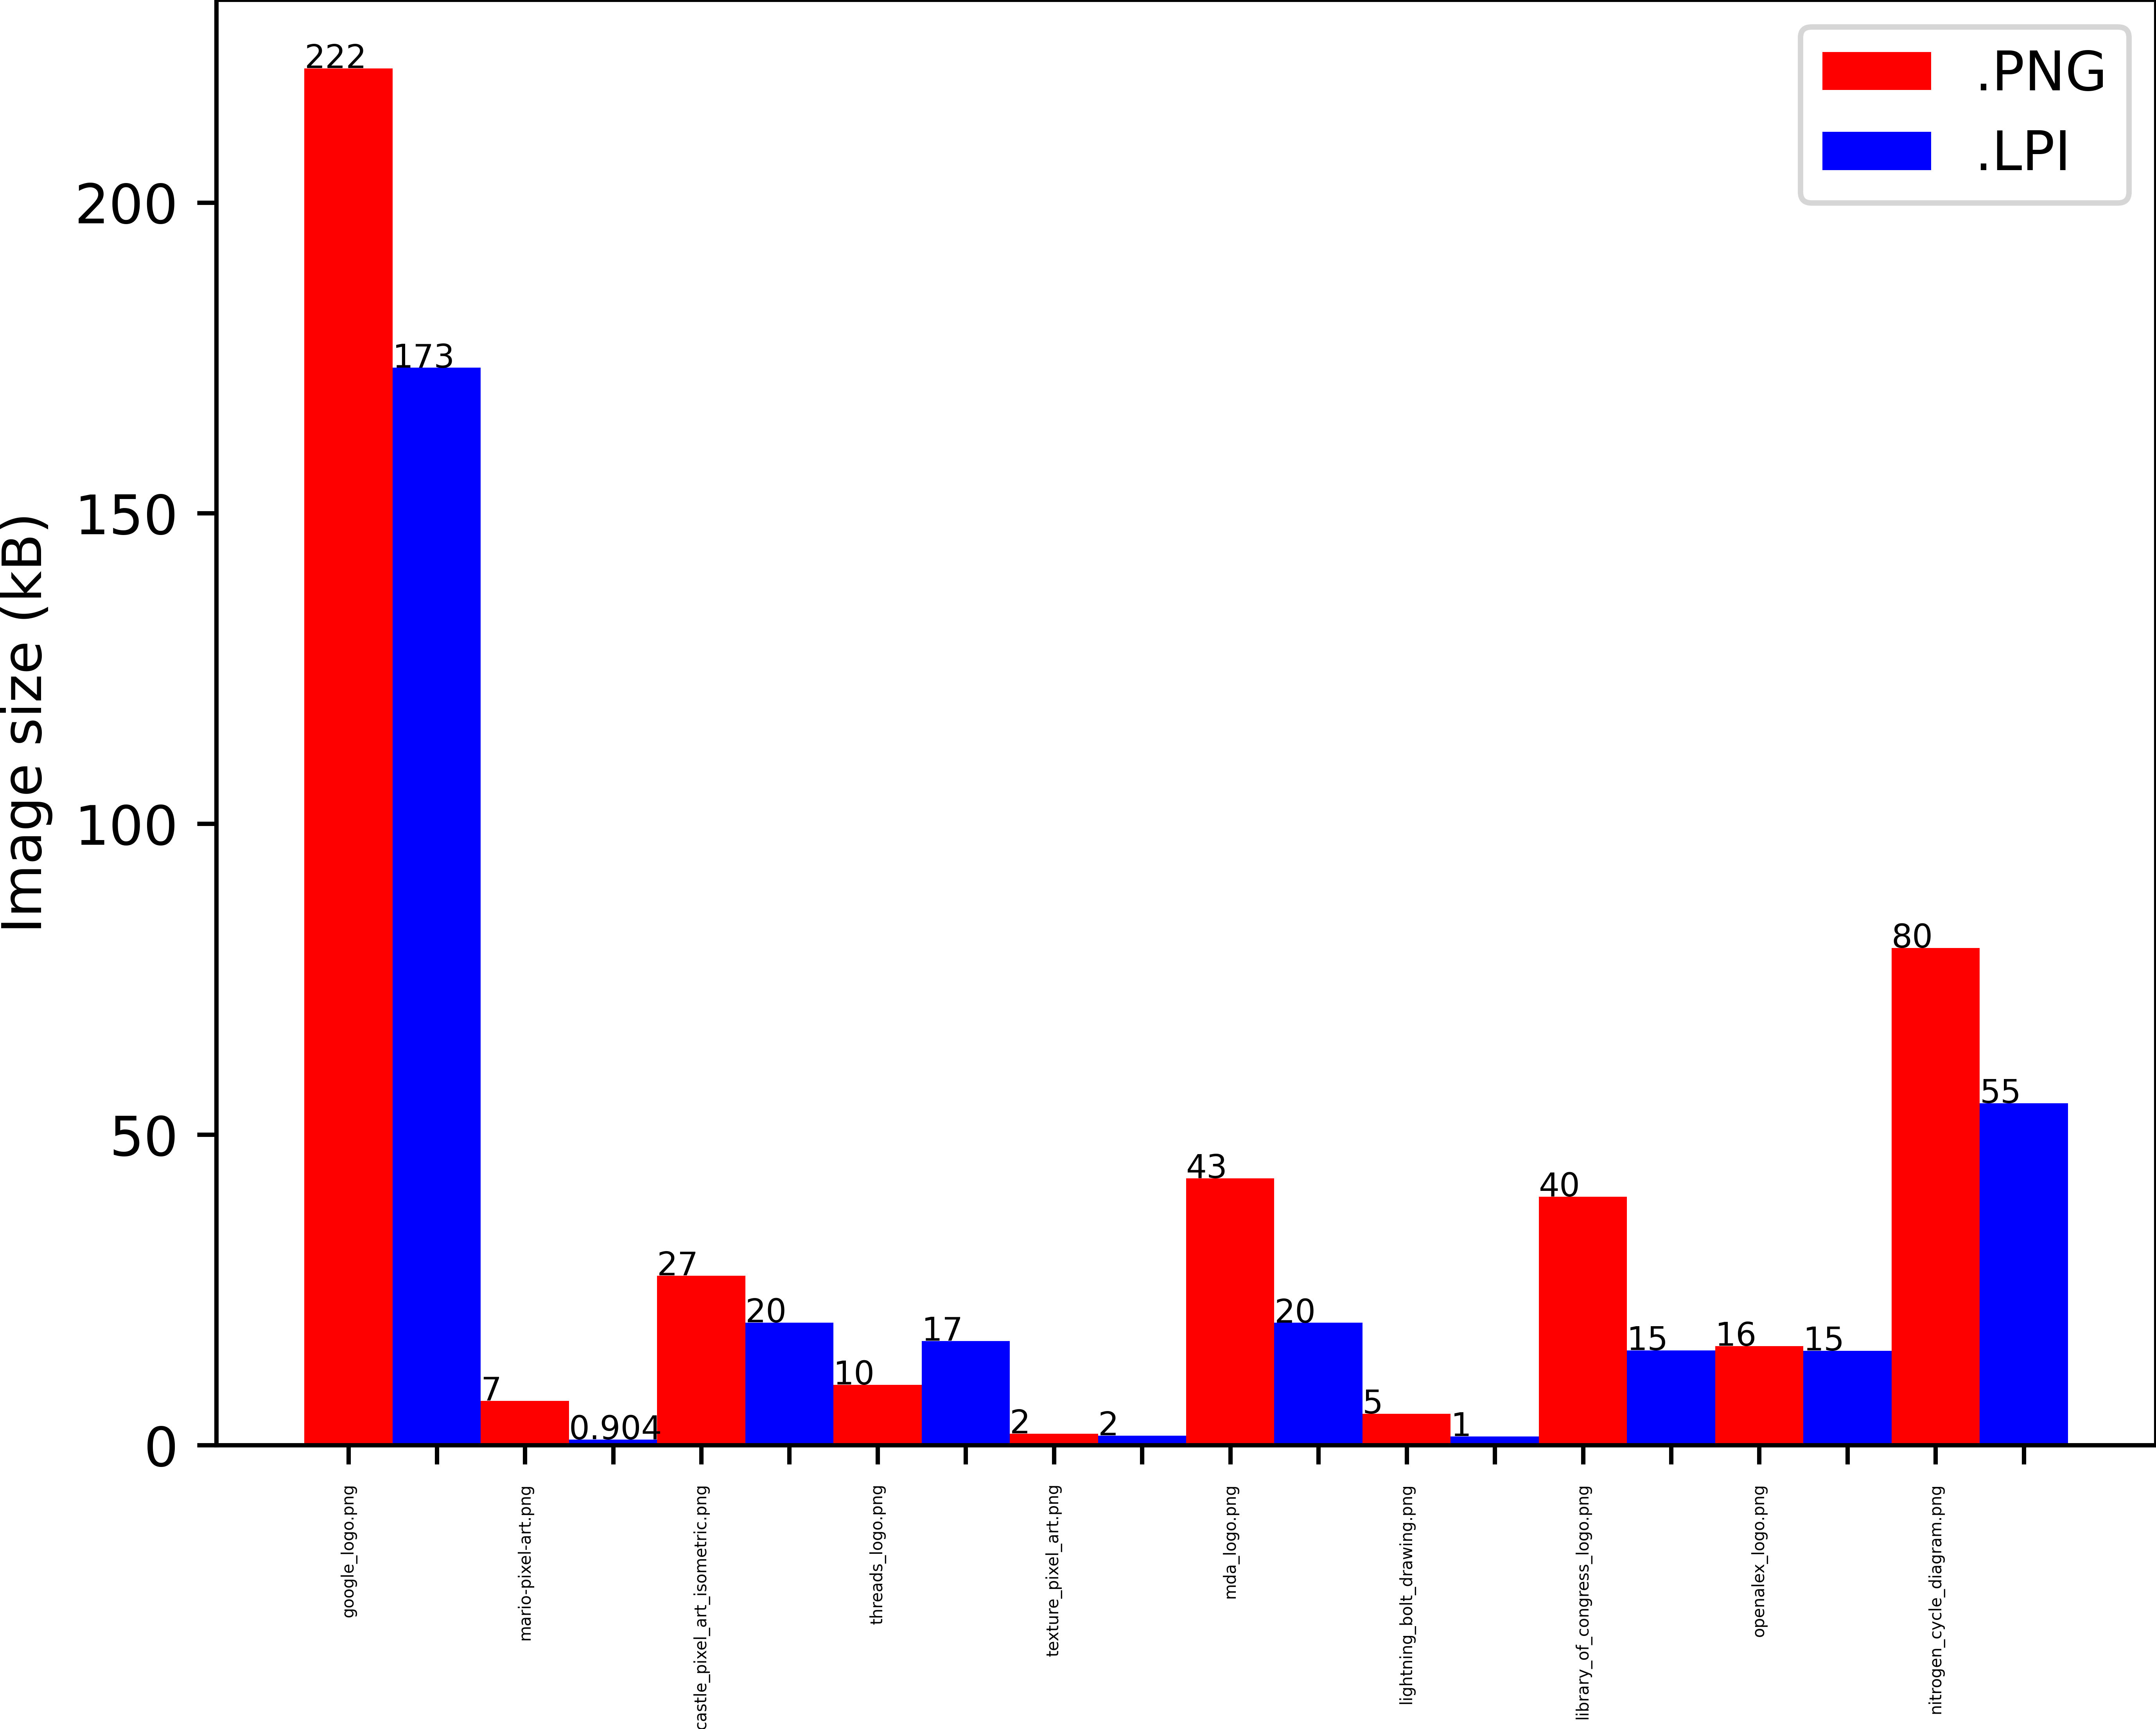 .PNG
.LPI
Image size (kB)
200
150
100
50
0
222
173
7
0.904
27
20
10
17
2
2
43
20
5
1
40
15
16
15
80
55
google_logo.png
mario-pixel-art.png
castle_pixel_art_isometric.png
threads_logo.png
texture_pixel_art.png
mda_logo.png
lightning_bolt_drawing.png
library_of_congress_logo.png
openalex_logo.png
nitrogen_cycle_diagram.png